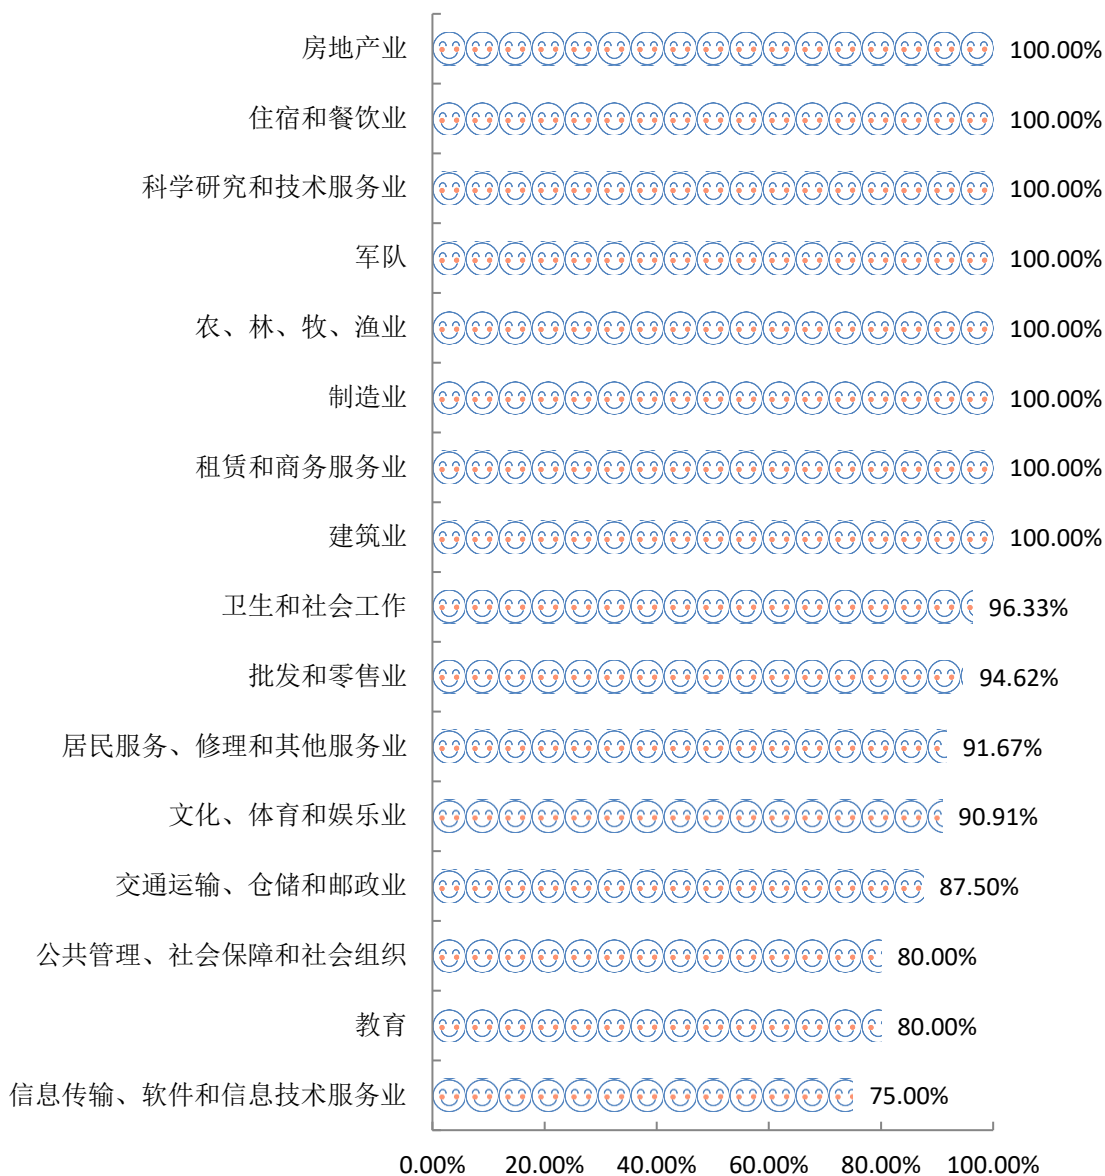 房地产业 100.00%
住宿和餐饮业 100.00%
科学研究和技术服务业 100.00%
军队 100.00%
农、林、牧、渔业 100.00%
制造业 100.00%
租赁和商务服务业 100.00%
建筑业 100.00%
卫生和社会工作 96.33%
批发和零售业 94.62%
居民服务、修理和其他服务业 91.67%
文化、体育和娱乐业 90.91%
交通运输、仓储和邮政业 87.50%
公共管理、社会保障和社会组织 80.00%
教育 80.00%
信息传输、软件和信息技术服务业 75.00%
0.00% 20.00% 40.00% 60.00% 80.00% 100.00%